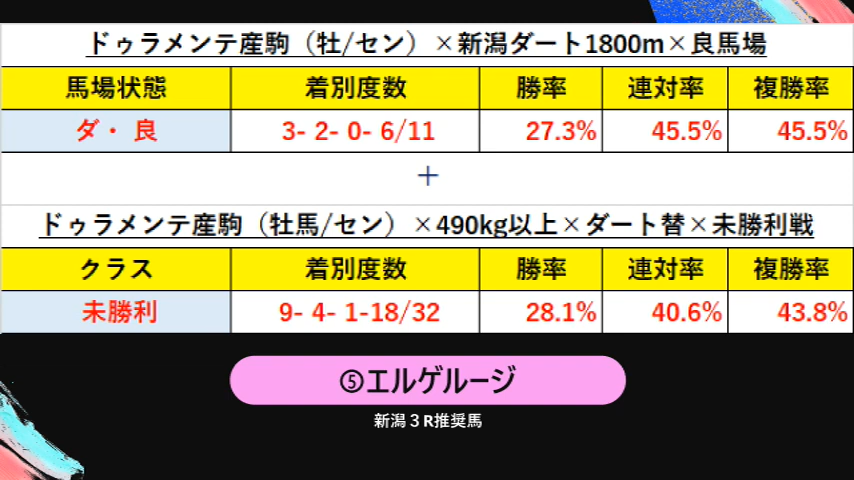 ドゥラメンテ産駒（牡/セン）×新潟ダート1800m×良馬場
馬場状態 着別度数 勝率 連対率 複勝率
ダ・ 良 3- 2- 0- 6/11 27.3% 45.5% 45.5%
＋
ドゥラメンテ産駒（牡馬/セン）×490kg以上×ダート替×未勝利戦
クラス 着別度数 勝率 連対率 複勝率
未勝利 9- 4- 1-18/32 28.1% 40.6% 43.8%
⑤エルゲルージ
新潟３R推奨馬